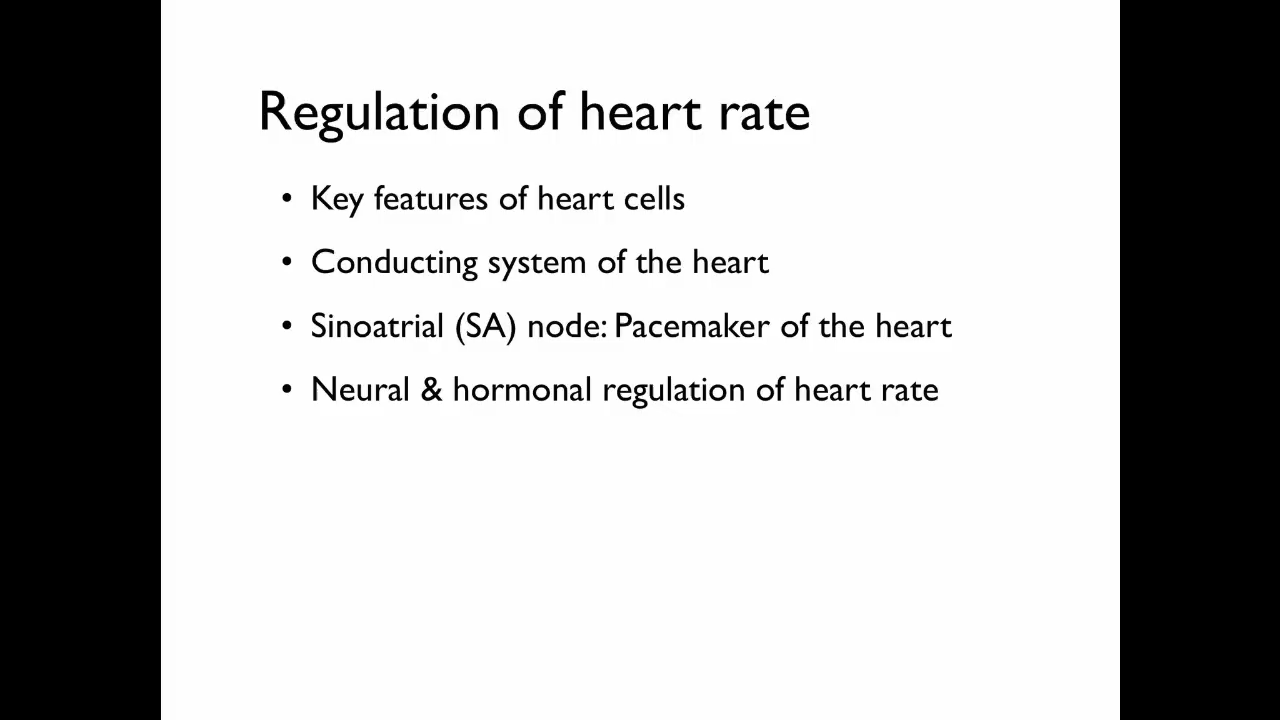 Regulation of heart rate
• Key features of heart cells
• Conducting system of the heart
• Sinoatrial (SA) node: Pacemaker of the heart
• Neural & hormonal regulation of heart rate